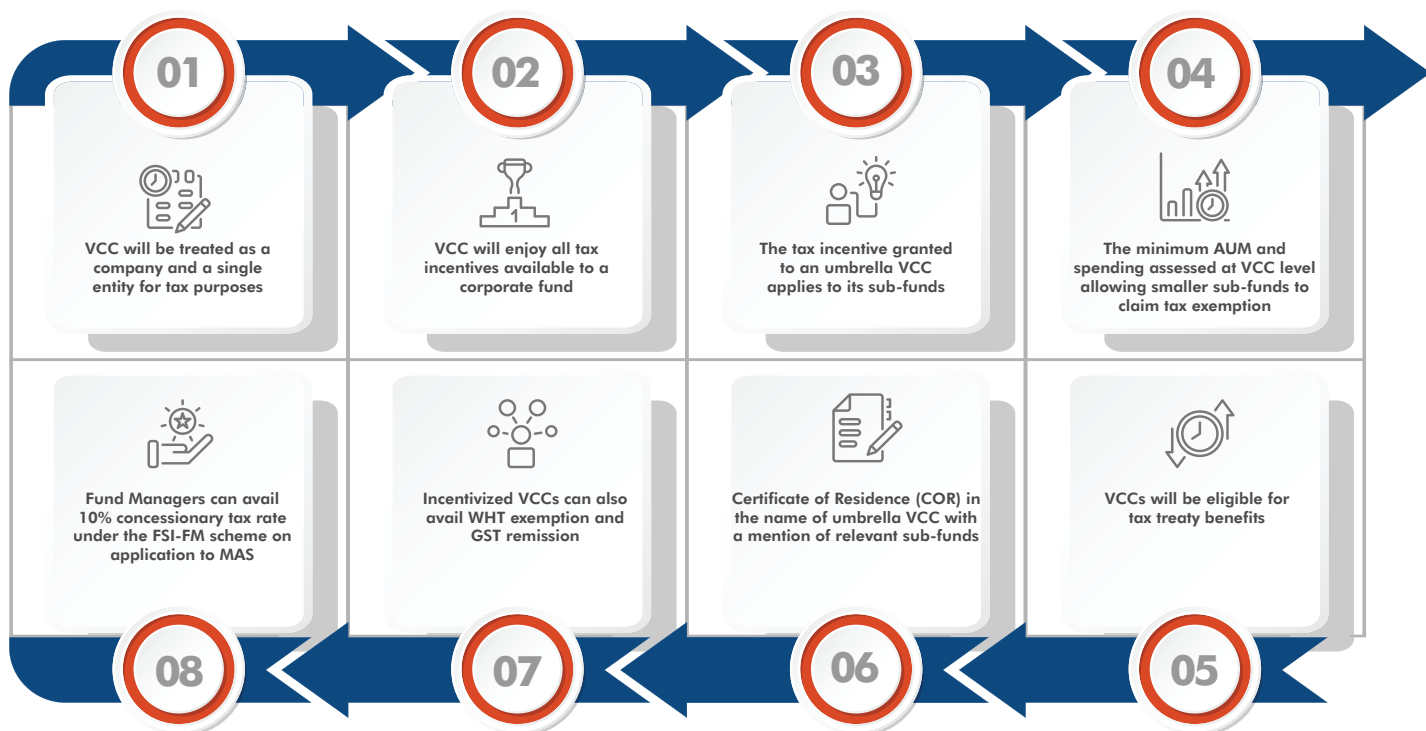 01
VCC will be treated as a
company and a single
entity for tax purposes
02
VCC will enjoy all tax
incentives available to a
corporate fund
1
03
The tax incentive granted
to an umbrella VCC
applies to its sub-funds
04
The minimum AUM and
spending assessed at VCC level
allowing smaller sub-funds to
claim tax exemption
05
VCCs will be eligible for
tax treaty benefits
06
Certificate of Residence (COR) in
the name of umbrella VCC with
a mention of relevant sub-funds
07
Incentivized VCCs can also
avail WHT exemption and
GST remission
08
Fund Managers can avail
10% concessionary tax rate
under the FSI-FM scheme on
application to MAS